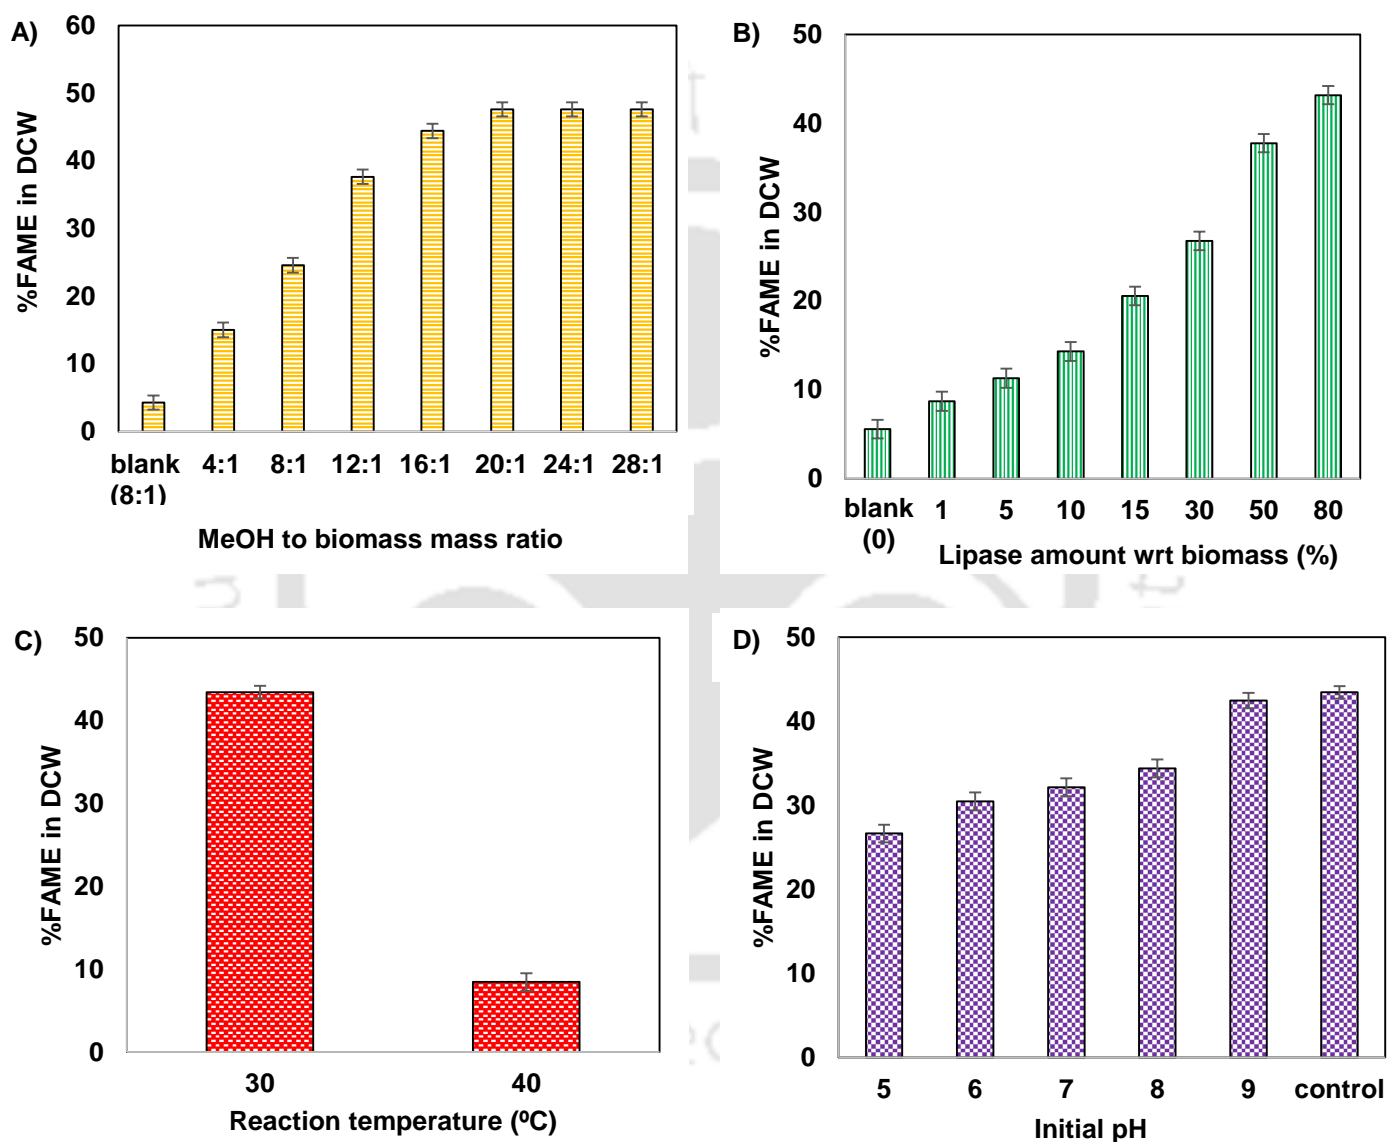 A)
60
50
40
30
20
10
0
%FAME in DCW
blank 4:1 8:1 12:1 16:1 20:1 24:1 28:1
(8:1)
MeOH to biomass mass ratio
B)
50
40
30
20
10
0
%FAME in DCW
blank 1 5 10 15 30 50 80
(0)
Lipase amount wrt biomass (%)
C)
50
40
30
20
10
0
%FAME in DCW
30 40
Reaction temperature (ºC)
D)
50
40
30
20
10
0
%FAME in DCW
5 6 7 8 9 control
Initial pH